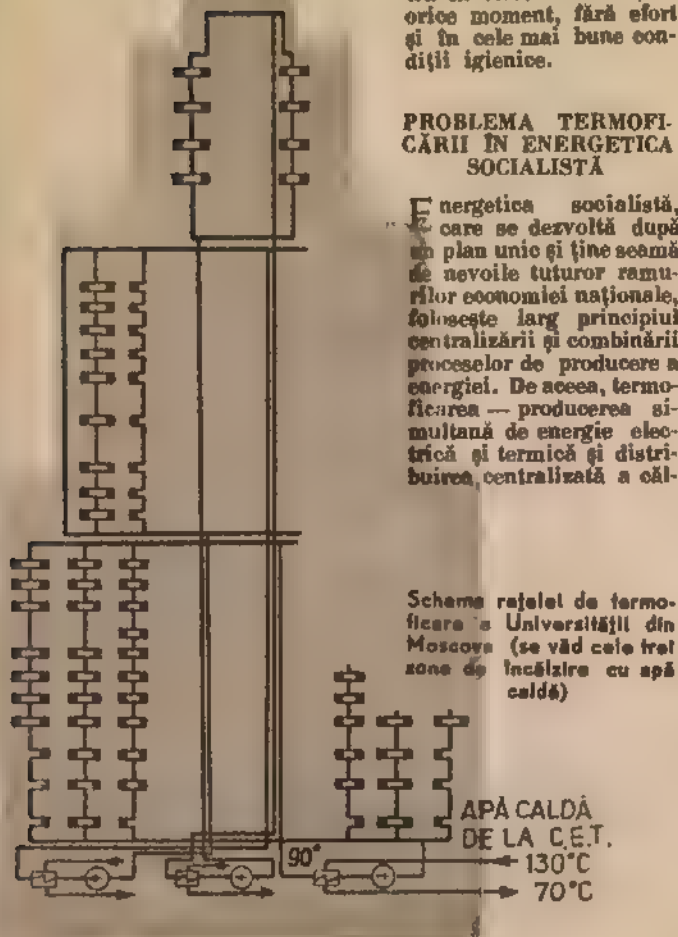 orice moment, fără efort
și în cele mai bune con-
diții igienice.
PROBLEMA TERMOFI-
CĂRII ÎN ENERGETICA
SOCIALISTĂ
Energetica socialistă,
care se dezvoltă după
un plan unic și ține seamă
de nevoile tuturor ramu-
rilor economiei naționale,
folosește larg principiul
centralizării și combinării
proceselor de producere a
energiei. De aceea, termo-
ficarea — producerea si-
multană de energie elec-
trică și termică și distri-
buirea centralizată a căl-
Schema rețelei de termo-
ficare a Universității din
Moscova (se văd cele trei
zone de încălzire cu apă
caldă)
APĂ CALDĂ
DE LA C.E.T.
90°
130°C
70°C